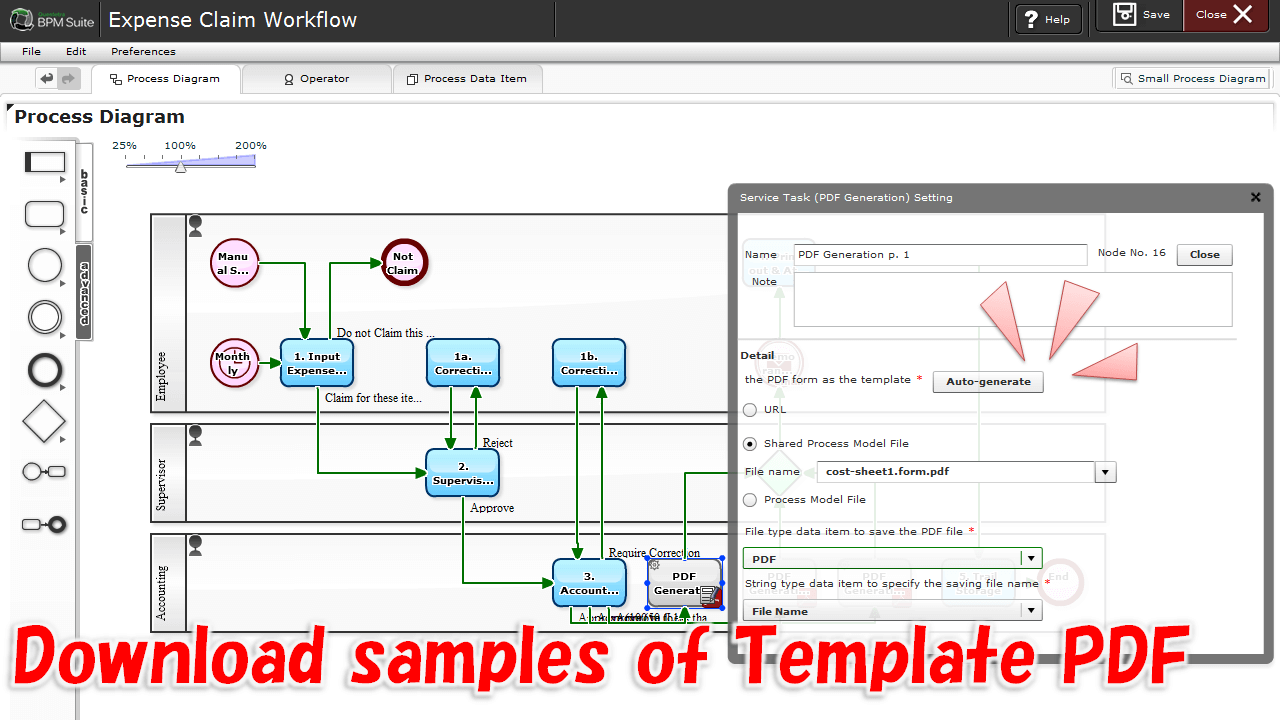 Questetra
BPM Suite
Expense Claim Workflow
? Help
Save
Close
File Edit Preferences
Process Diagram
Operator
Process Data Item
Small Process Diagram
Process Diagram
25% 100% 200%
basic
advanced
Employee
Manu
al S...
Not
Claim
Do not Claim this ...
Month
ly
1. Input
Expense...
1a.
Correcti...
1b.
Correcti...
Claim for these ite...
Supervisor
Reject
2.
Supervis...
Approve
Accounting
Require Correction
3.
Account...
PDF
Generat...
Service Task (PDF Generation) Setting
Name PDF Generation p. 1 Node No. 16 Close
Note
Detail
the PDF form as the template * Auto-generate
URL
Shared Process Model File
File name cost-sheet1.form.pdf
Process Model File
File type data item to save the PDF file *
PDF
String type data item to specify the saving file name *
File Name
End
Download samples of Template PDF